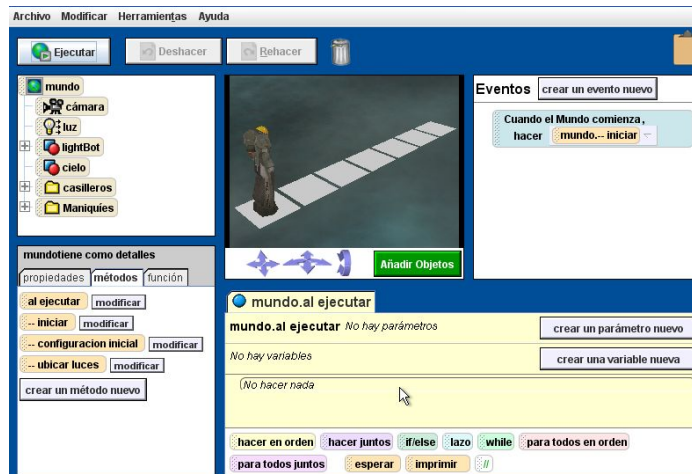 Archivo Modificar Herramientas Ayuda
Ejecutar Deshacer Rehacer
mundo
cámara
luz
lightBot
cielo
casilleros
Maniquíes
Añadir Objetos
Eventos crear un evento nuevo
Cuando el Mundo comienza,
hacer mundo.-- iniciar
mundotiene como detalles
propiedades métodos función
al ejecutar modificar
-- iniciar modificar
-- configuracion inicial modificar
-- ubicar luces modificar
crear un método nuevo
mundo.al ejecutar
mundo.al ejecutar No hay parámetros crear un parámetro nuevo
No hay variables crear una variable nueva
(No hacer nada
hacer en orden hacer juntos if/else lazo while para todos en orden
para todos juntos esperar imprimir //